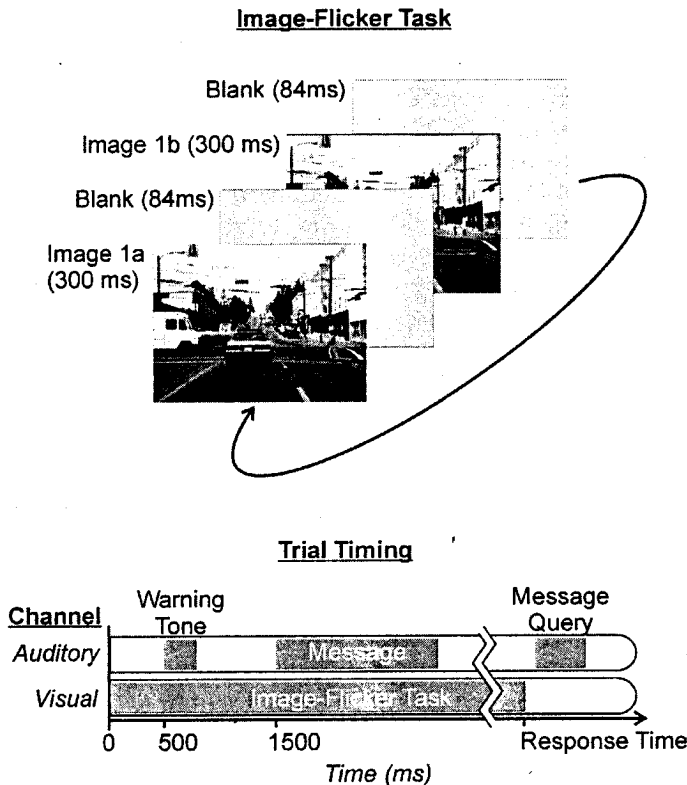 Image-Flicker Task
Blank (84ms)
Image 1b (300 ms)
Blank (84ms)
Image 1a
(300 ms)
Trial Timing
Channel
Warning
Tone
Message
Query
Auditory
Message
Visual
Image-Flicker Task
0
500
1500
Response Time
Time (ms)